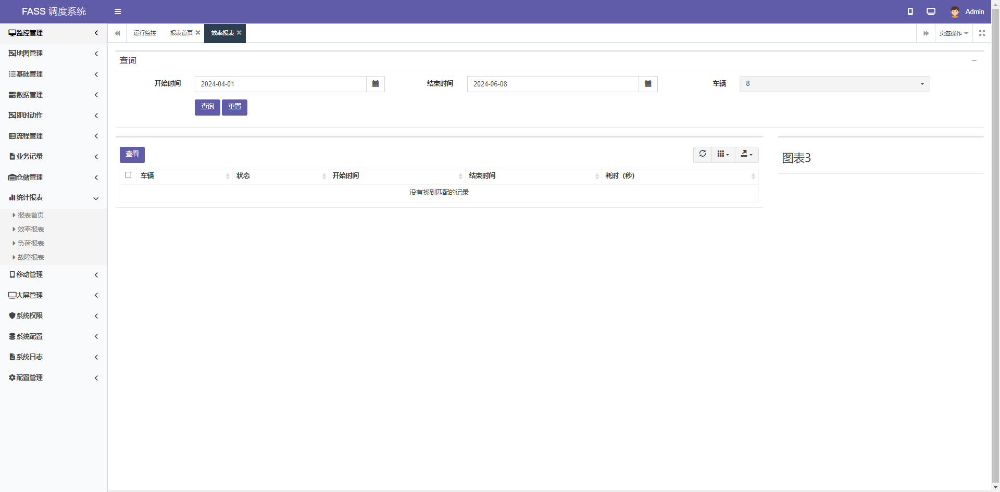 FASS 调度系统
Admin
监控管理
地图管理
基础管理
数据管理
即时动作
流程管理
业务记录
仓储管理
统计报表
报表首页
效率报表
负荷报表
故障报表
移动管理
大屏管理
系统权限
系统配置
系统日志
配置管理
运行监控 报表首页 效率报表 页签操作
查询
开始时间 2024-04-01 结束时间 2024-06-08 车辆 8
查询 重置
查看
车辆 状态 开始时间 结束时间 耗时（秒）
没有找到匹配的记录
图表3